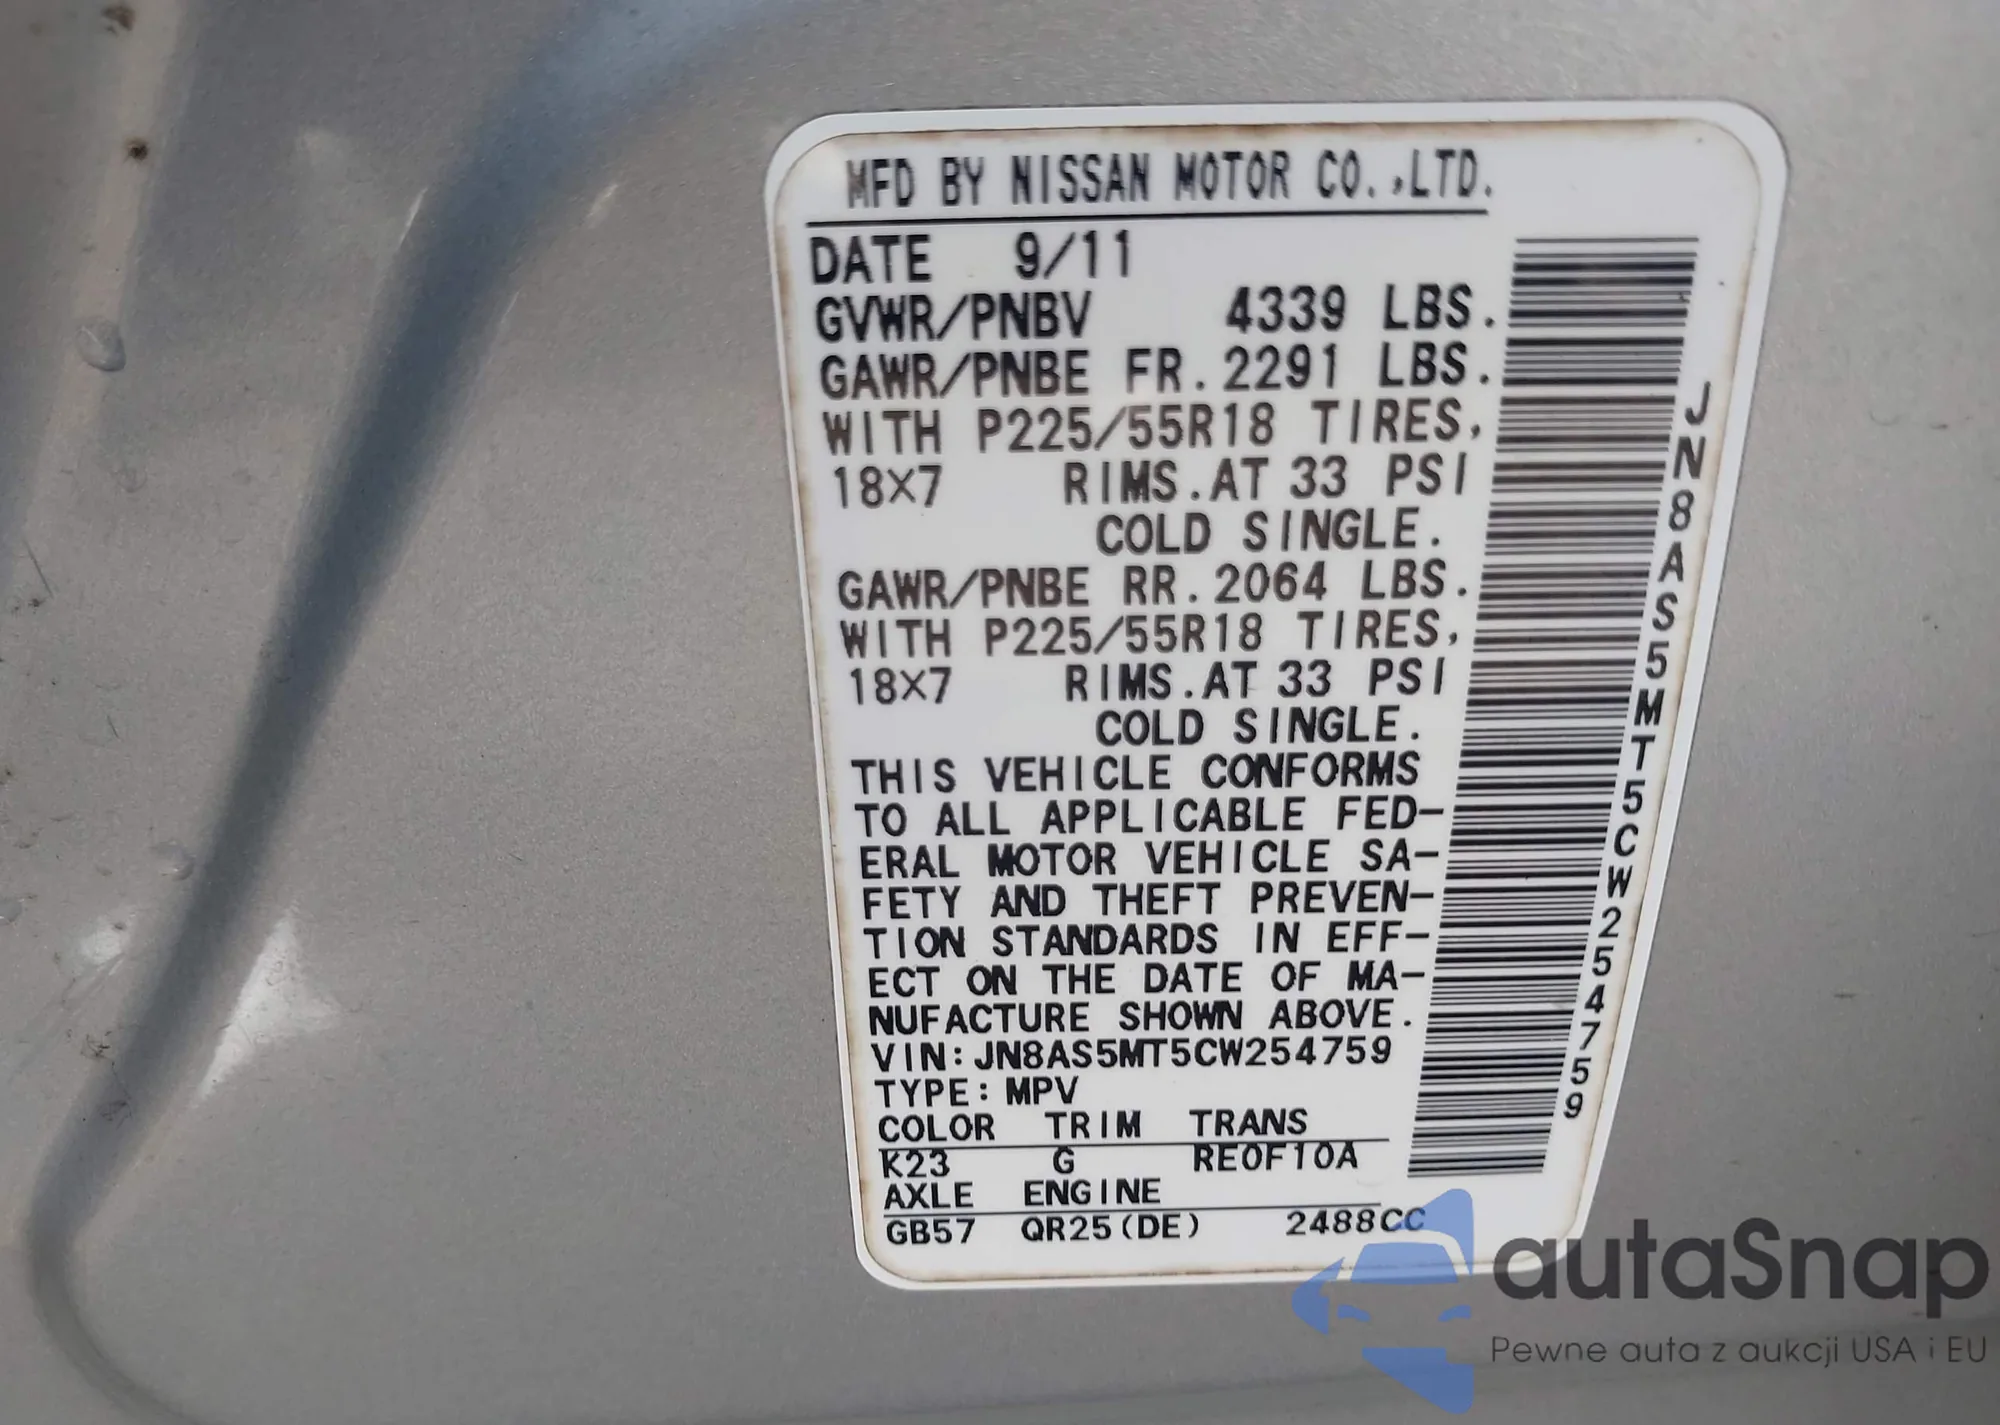 MFD BY NISSAN MOTOR CO.,LTD.
DATE 9/11
GVWR/PNBV 4339 LBS.
GAWR/PNBE FR.2291 LBS.
WITH P225/55R18 TIRES,
18X7 RIMS.AT 33 PSI
COLD SINGLE.
GAWR/PNBE RR.2064 LBS.
WITH P225/55R18 TIRES,
18X7 RIMS.AT 33 PSI
COLD SINGLE.
THIS VEHICLE CONFORMS
TO ALL APPLICABLE FED-
ERAL MOTOR VEHICLE SA-
FETY AND THEFT PREVEN-
TION STANDARDS IN EFF-
ECT ON THE DATE OF MA-
NUFACTURE SHOWN ABOVE.
VIN:JN8AS5MT5CW254759
TYPE:MPV
COLOR TRIM TRANS
K23 G RE0F10A
AXLE ENGINE
GB57 QR25(DE) 2488CC
JN8AS5MT5CW254759
autaSnap
Pewne auta z aukcji USA i EU